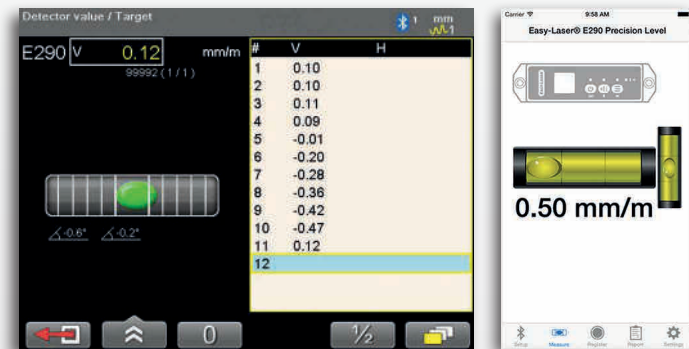 Detector value / Target
1 mm
1
E290 V 0.12 mm/m
99992 ( 1 / 1 )
# V H
1 0.10
2 0.10
3 0.11
4 0.09
5 -0.01
6 -0.20
7 -0.28
8 -0.36
9 -0.42
10 -0.47
11 0.12
12
-0.6° -0.2°
0
½
Carrier 9:58 AM
Easy-Laser® E290 Precision Level
0.50 mm/m
Setup Measure Register Report Settings